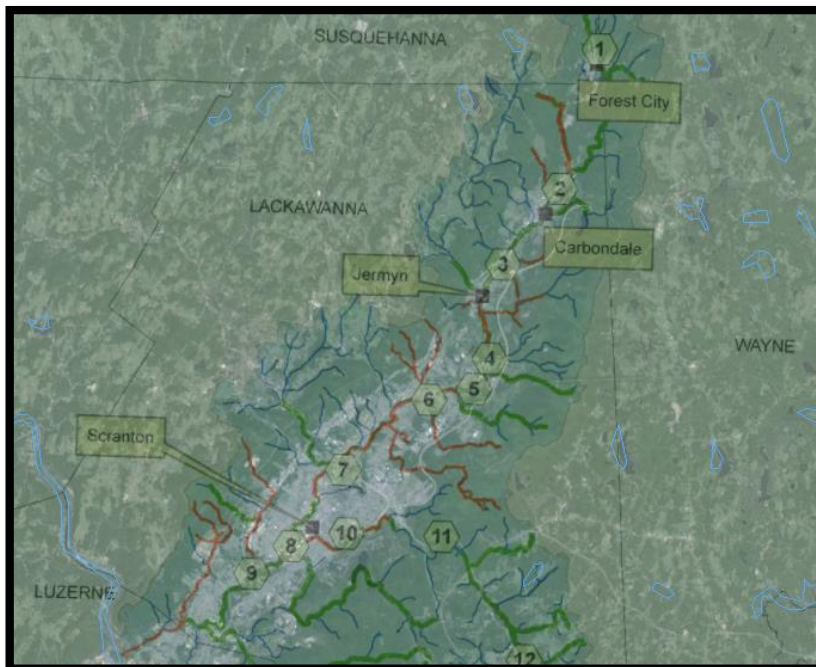 SUSQUEHANNA
1
Forest City
2
LACKAWANNA
Carbondale
3
Jermyn
WAYNE
4
5
6
Scranton
7
10
11
8
9
LUZERNE
12